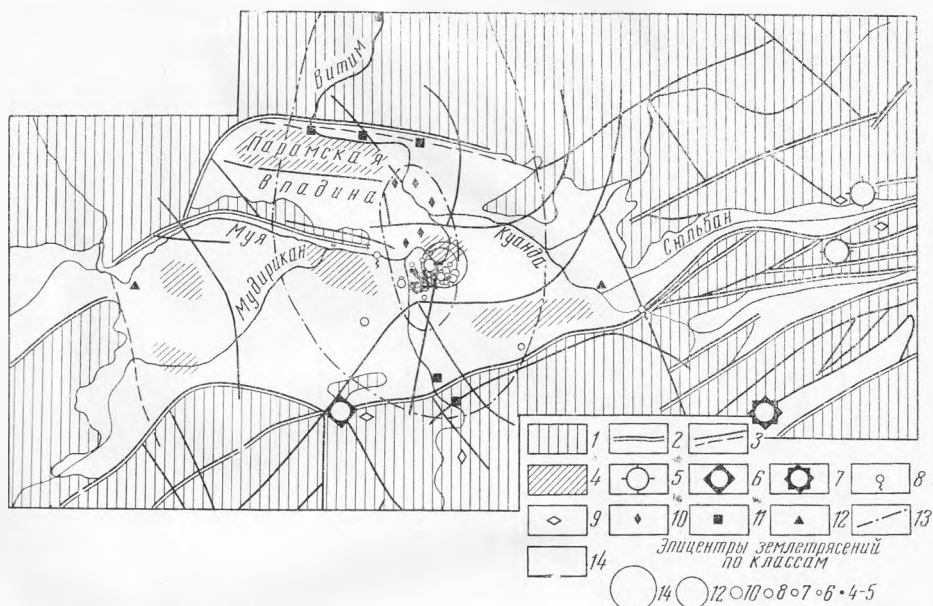 Витим
Парамская
впадина
Муя
Мудирикан
Куанда
Сюльбан
1 2 3
4 5 6 7 8
9 10 11 12 13
14 Эпицентры землетрясений
по классам
14 12 10 8 7 6 4-5